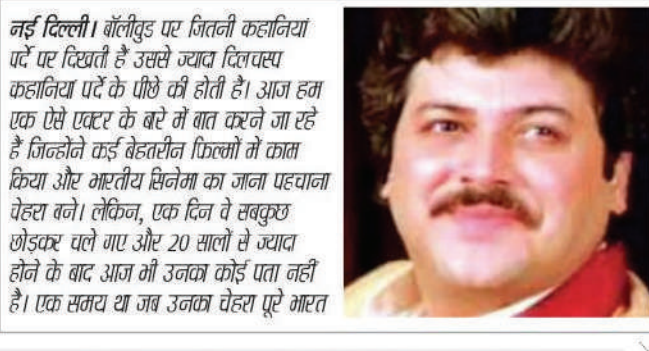 नई दिल्ली। बॉलीवुड पर जितनी कहानियां
पर्दे पर दिखती हैं उससे ज्यादा दिलचस्प
कहानियां पर्दे के पीछे की होती है। आज हम
एक ऐसे एक्टर के बारे में बात करने जा रहे
हैं जिन्होंने कई बेहतरीन फिल्मों में काम
किया और भारतीय सिनेमा का जाना पहचाना
चेहरा बने। लेकिन, एक दिन वे सबकुछ
छोड़कर चले गए और 20 सालों से ज्यादा
होने के बाद आज भी उनका कोई पता नहीं
है। एक समय था जब उनका चेहरा पूरे भारत